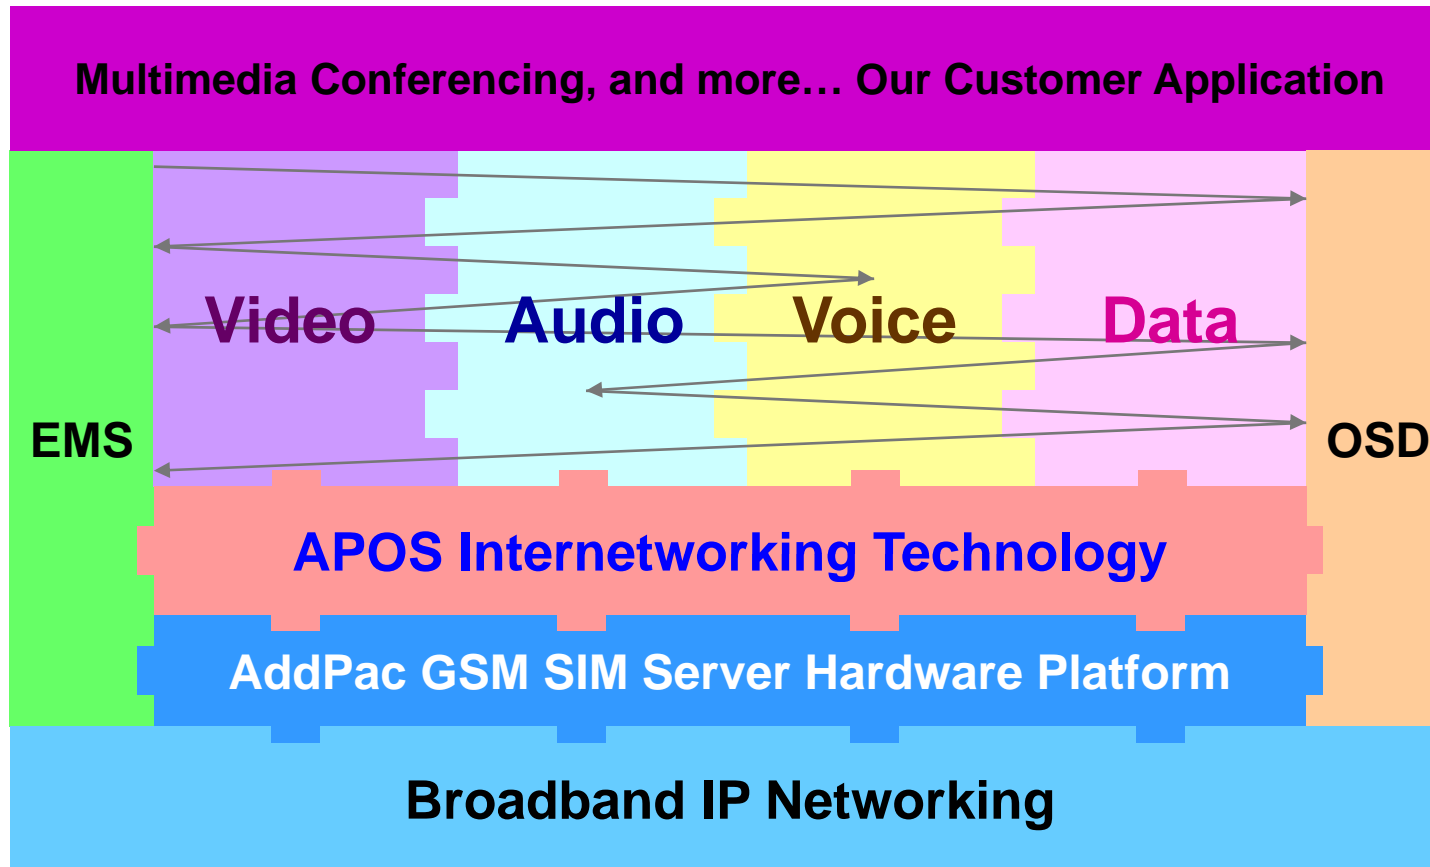 Multimedia Conferencing, and more… Our Customer Application
Video Audio Voice Data
EMS
OSD
APOS Internetworking Technology
AddPac GSM SIM Server Hardware Platform
Broadband IP Networking